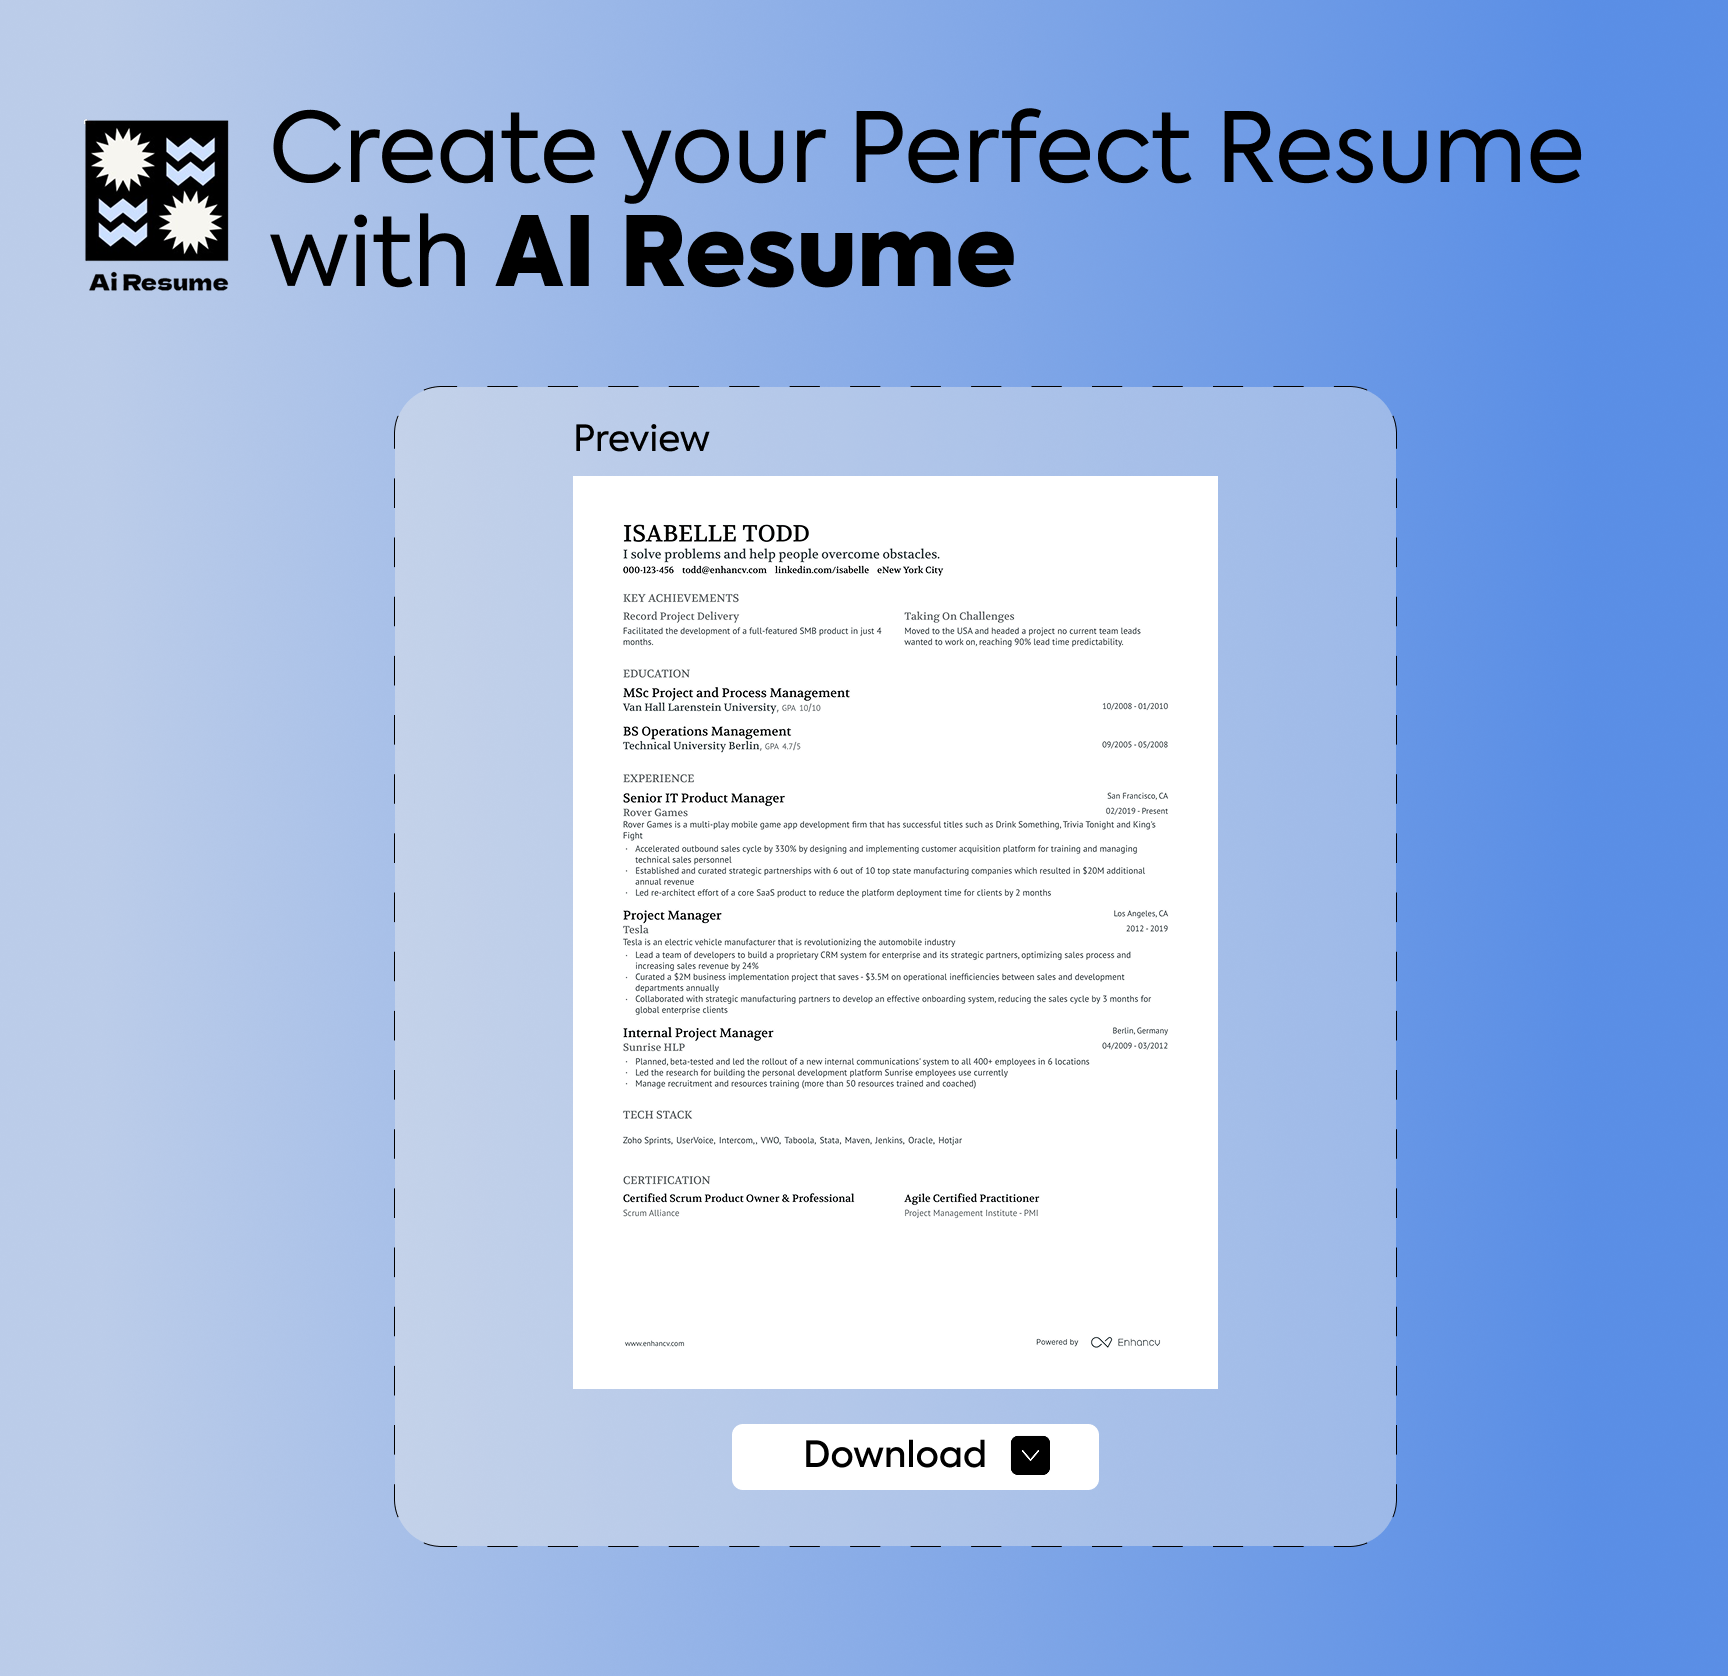 Create your Perfect Resume
with AI Resume
Ai Resume
Preview
ISABELLE TODD
I solve problems and help people overcome obstacles.
000-123-456 todd@enhancv.com linkedin.com/isabelle eNew York City
KEY ACHIEVEMENTS
Record Project Delivery
Facilitated the development of a full-featured SMB product in just 4
months.
Taking On Challenges
Moved to the USA and headed a project no current team leads
wanted to work on, reaching 90% lead time predictability.
EDUCATION
MSc Project and Process Management
Van Hall Larenstein University, GPA 10/10 10/2008 - 01/2010
BS Operations Management
Technical University Berlin, GPA 4.7/5 09/2005 - 05/2008
EXPERIENCE
Senior IT Product Manager San Francisco, CA
Rover Games 02/2019 - Present
Rover Games is a multi-play mobile game app development firm that has successful titles such as Drink Something, Trivia Tonight and King's
Fight
· Accelerated outbound sales cycle by 330% by designing and implementing customer acquisition platform for training and managing
technical sales personnel
· Established and curated strategic partnerships with 6 out of 10 top state manufacturing companies which resulted in $20M additional
annual revenue
· Led re-architect effort of a core SaaS product to reduce the platform deployment time for clients by 2 months
Project Manager Los Angeles, CA
Tesla 2012 - 2019
Tesla is an electric vehicle manufacturer that is revolutionizing the automobile industry
· Lead a team of developers to build a proprietary CRM system for enterprise and its strategic partners, optimizing sales process and
increasing sales revenue by 24%
· Curated a $2M business implementation project that saves - $3.5M on operational inefficiencies between sales and development
departments annually
· Collaborated with strategic manufacturing partners to develop an effective onboarding system, reducing the sales cycle by 3 months for
global enterprise clients
Internal Project Manager Berlin, Germany
Sunrise HLP 04/2009 - 03/2012
· Planned, beta-tested and led the rollout of a new internal communications' system to all 400+ employees in 6 locations
· Led the research for building the personal development platform Sunrise employees use currently
· Manage recruitment and resources training (more than 50 resources trained and coached)
TECH STACK
Zoho Sprints, UserVoice, Intercom,, VWO, Taboola, Stata, Maven, Jenkins, Oracle, Hotjar
CERTIFICATION
Certified Scrum Product Owner & Professional
Scrum Alliance
Agile Certified Practitioner
Project Management Institute - PMI
www.enhancv.com Powered by Enhancv
Download